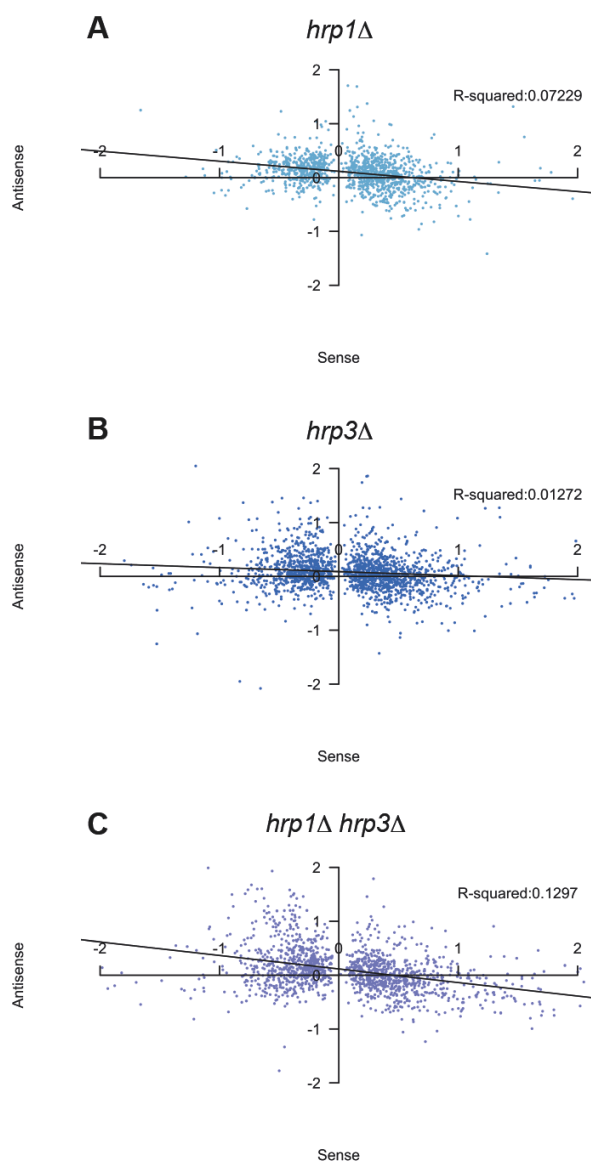 A
hrp1Δ
2
R-squared:0.07229
1
-2
-1
0
1
2
0
-1
-2
Antisense
Sense
B
hrp3Δ
2
R-squared:0.01272
1
-2
-1
0
1
2
0
-1
-2
Antisense
Sense
C
hrp1Δ hrp3Δ
2
R-squared:0.1297
1
-2
-1
0
1
2
0
-1
-2
Antisense
Sense